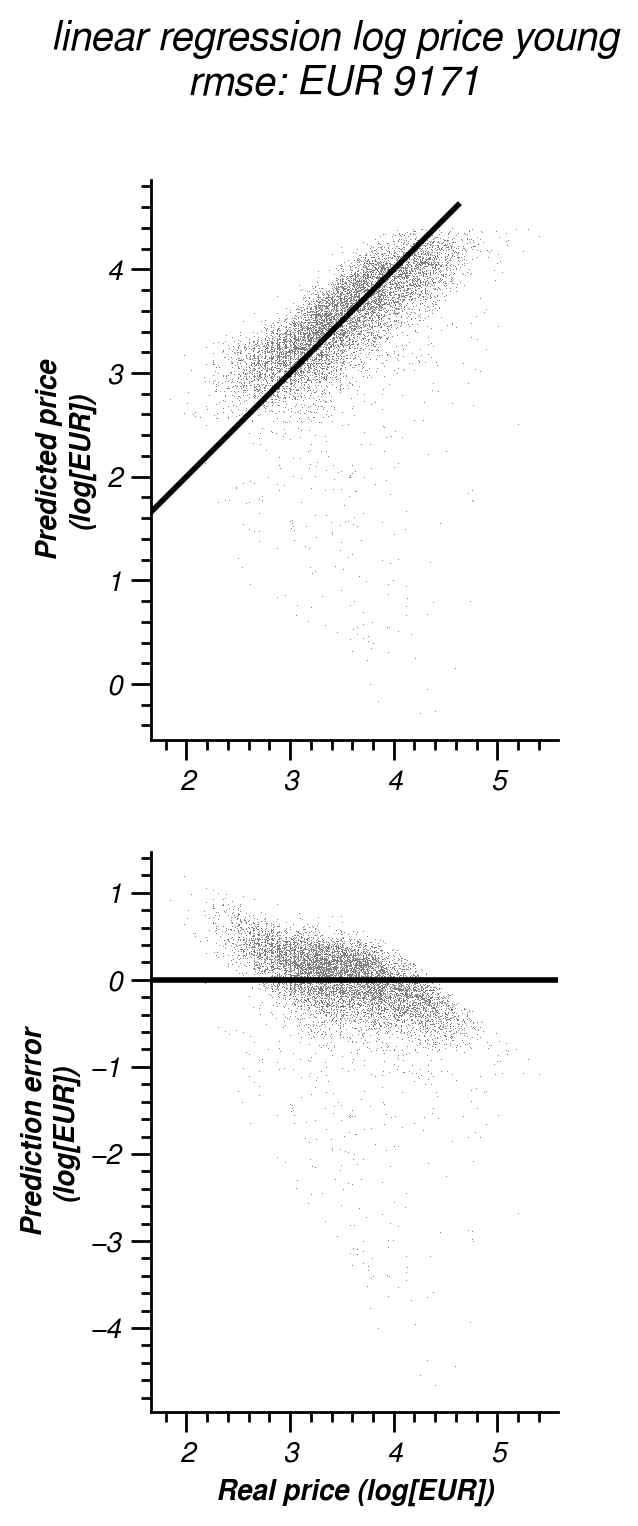 linear regression log price young
rmse: EUR 9171
4
3
2
1
0
Predicted price
(log[EUR])
2 3 4 5
1
0
−1
−2
−3
−4
Prediction error
(log[EUR])
2 3 4 5
Real price (log[EUR])